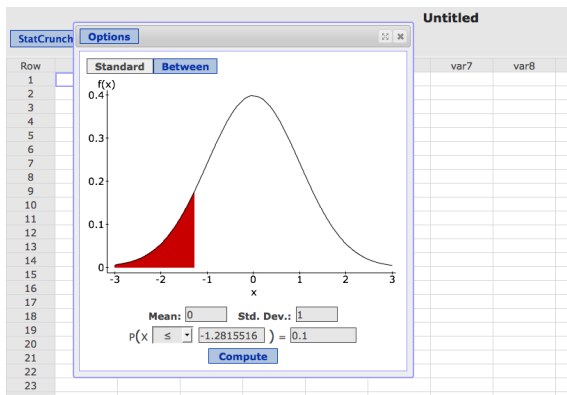 Untitled
StatCrunch
Options
Row
var7
var8
Standard
Between
f(x)
0.4
0.3
0.2
0.1
0
-3
-2
-1
0
1
2
3
x
Mean: 0 Std. Dev.: 1
P(X ≤ -1.2815516 ) = 0.1
Compute
1
2
3
4
5
6
7
8
9
10
11
12
13
14
15
16
17
18
19
20
21
22
23